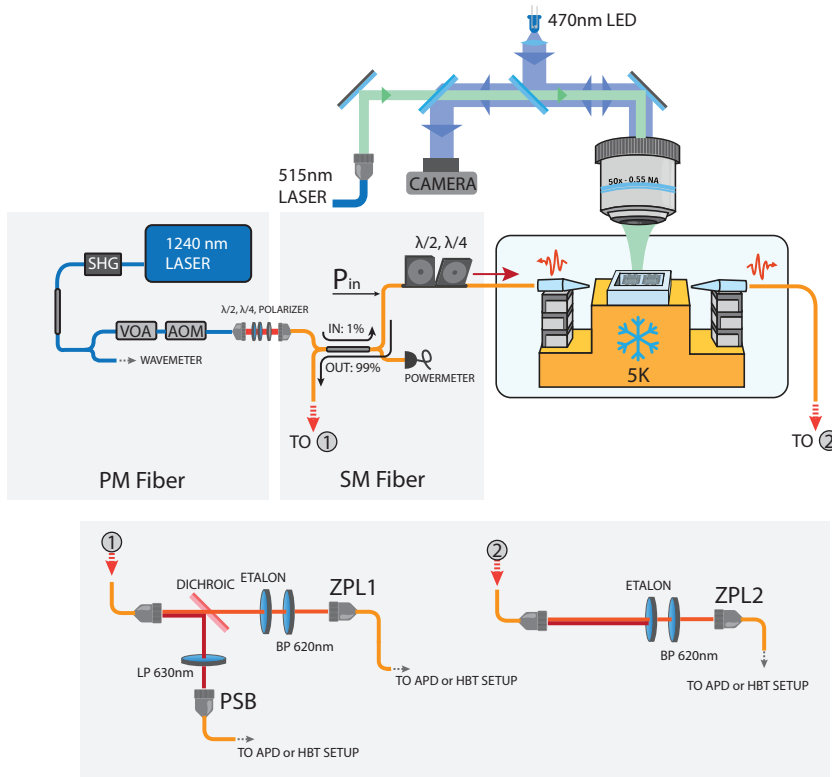 470nm LED
515nm
LASER
CAMERA
50x - 0.55 NA
1240 nm
LASER
SHG
λ/2, λ/4
Pin
λ/2, λ/4, POLARIZER
VOA
AOM
IN: 1%
WAVEMETER
OUT: 99%
POWERMETER
5K
TO 1
TO 2
PM Fiber
SM Fiber
1
DICHROIC
ETALON
ZPL1
BP 620nm
LP 630nm
PSB
TO APD or HBT SETUP
TO APD or HBT SETUP
2
ETALON
ZPL2
BP 620nm
TO APD or HBT SETUP